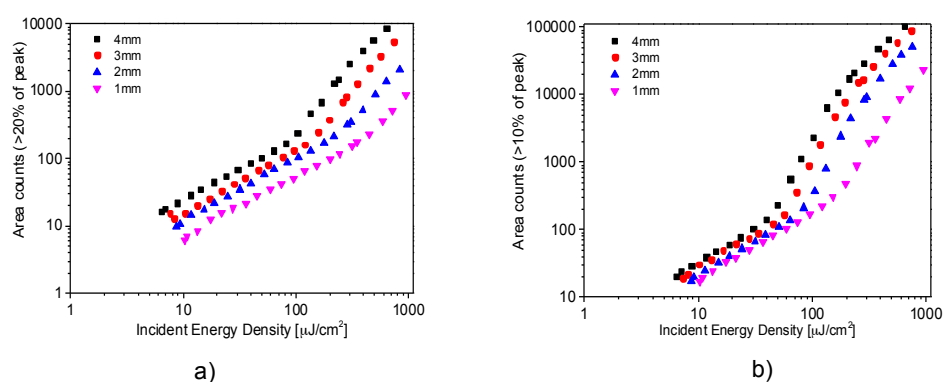 10000
1000
100
10
1
Area counts (>20% of peak)
4mm
3mm
2mm
1mm
1
10
100
1000
Incident Energy Density [μJ/cm²]
a)
100000
10000
1000
100
10
Area counts (>10% of peak)
4mm
3mm
2mm
1mm
1
10
100
1000
Incident Energy Density [μJ/cm²]
b)